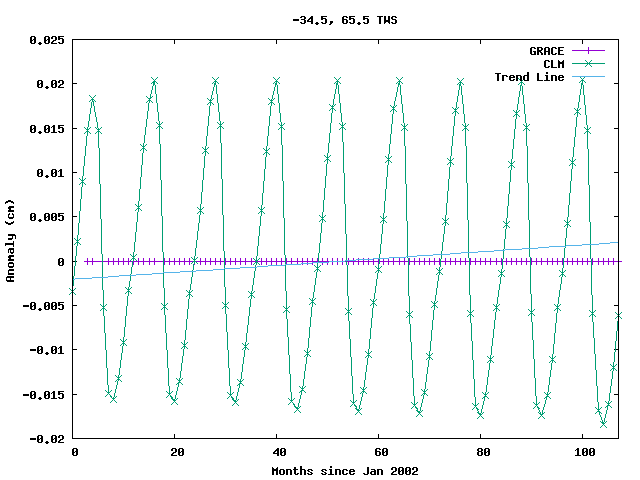 -34.5, 65.5 TWS
GRACE
CLM
Trend Line
0.025
0.02
0.015
0.01
0.005
0
-0.005
-0.01
-0.015
-0.02
Anomaly (cm)
0 20 40 60 80 100
Months since Jan 2002